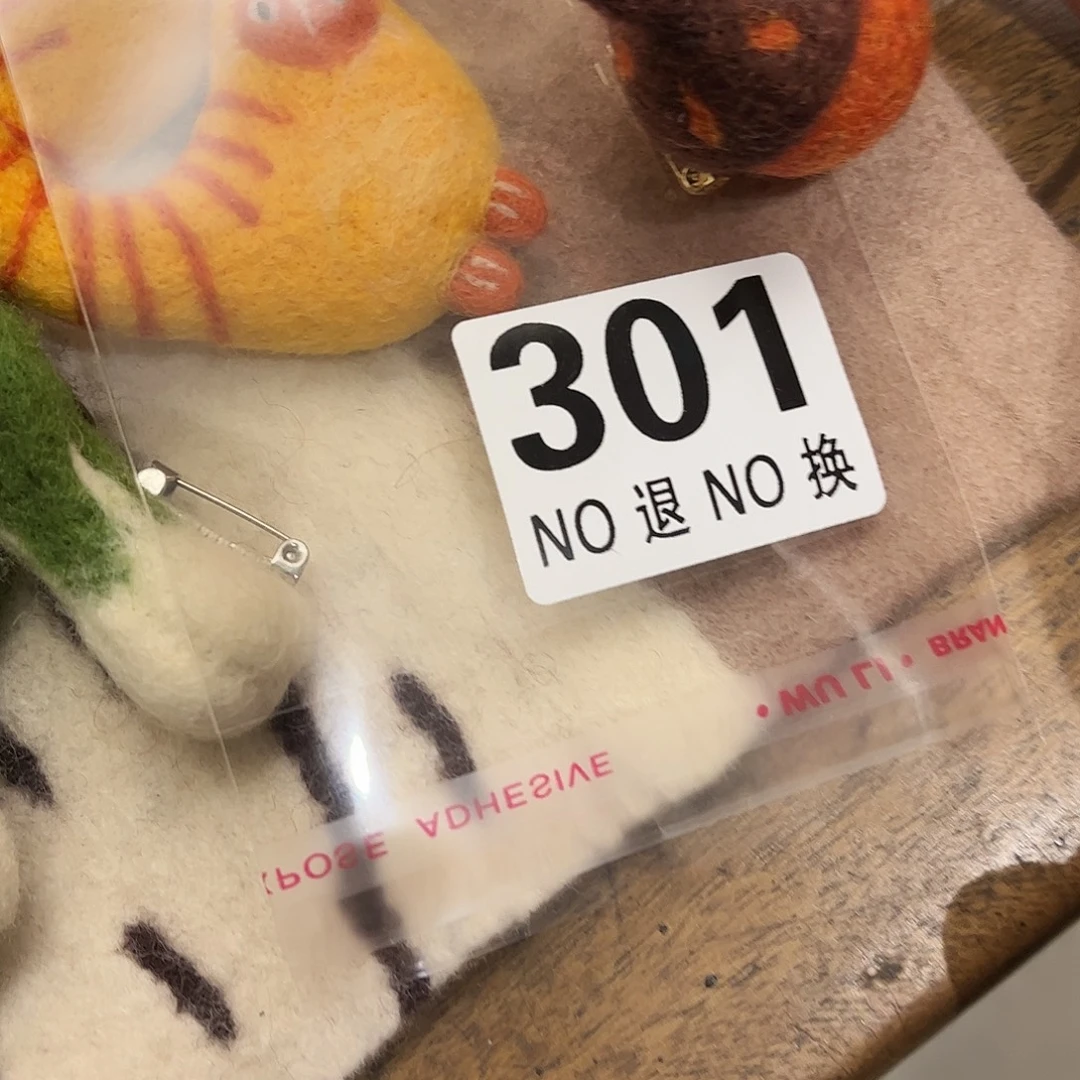 301
NO 退 NO 换
• WU LI • BRAN
XPOSE ADHESIVE